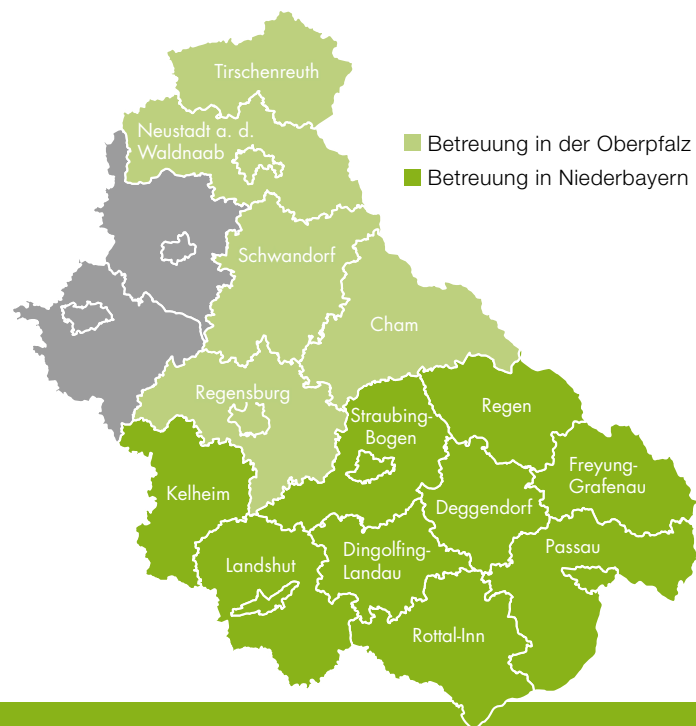 Tirschenreuth
Neustadt a. d.
Waldnaab
Betreuung in der Oberpfalz
Betreuung in Niederbayern
Schwandorf
Cham
Regensburg
Straubing-
Bogen
Regen
Freyung-
Grafenau
Kelheim
Deggendorf
Landshut
Dingolfing-
Landau
Passau
Rottal-Inn